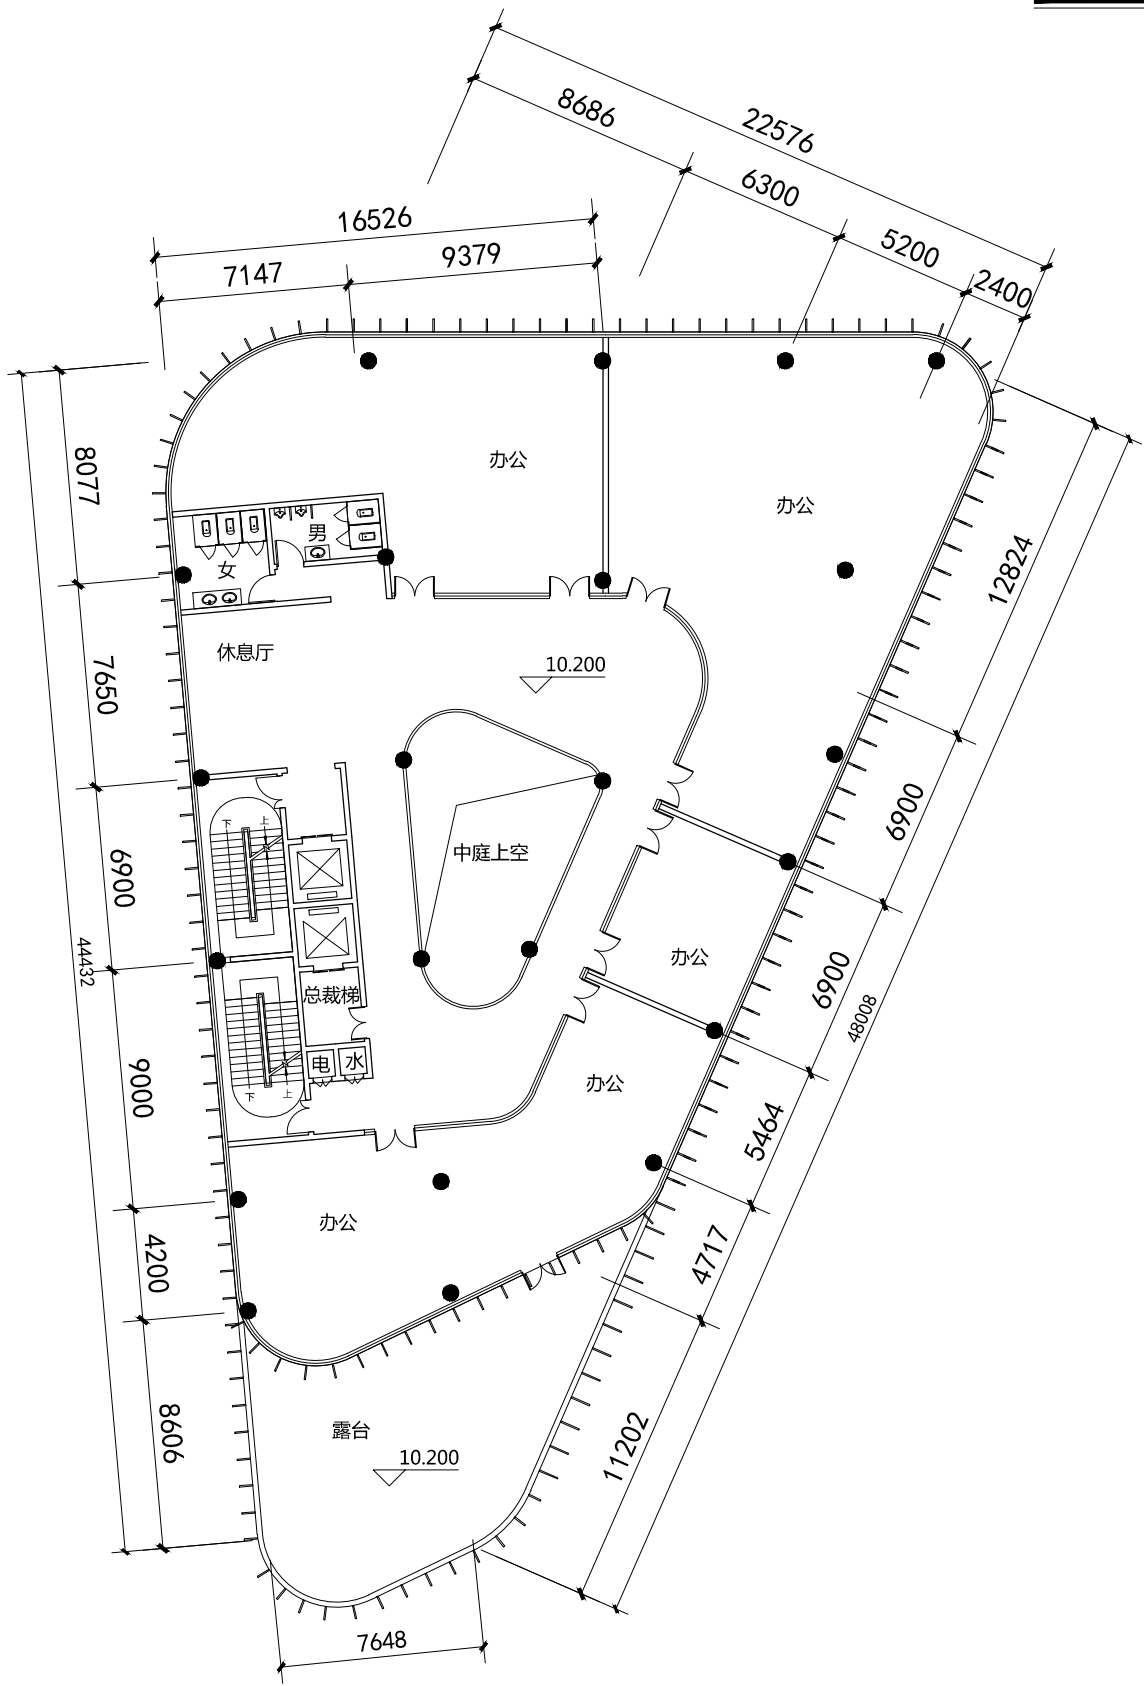 22576
8686
6300
5200
2400
16526
7147
9379
办公
办公
8077
男
女
12824
休息厅
10.200
7650
6900
下
上
中庭上空
6900
44432
办公
6900
48008
总裁梯
电
水
办公
9000
下
上
5464
办公
4717
4200
8606
露台
10.200
11202
7648